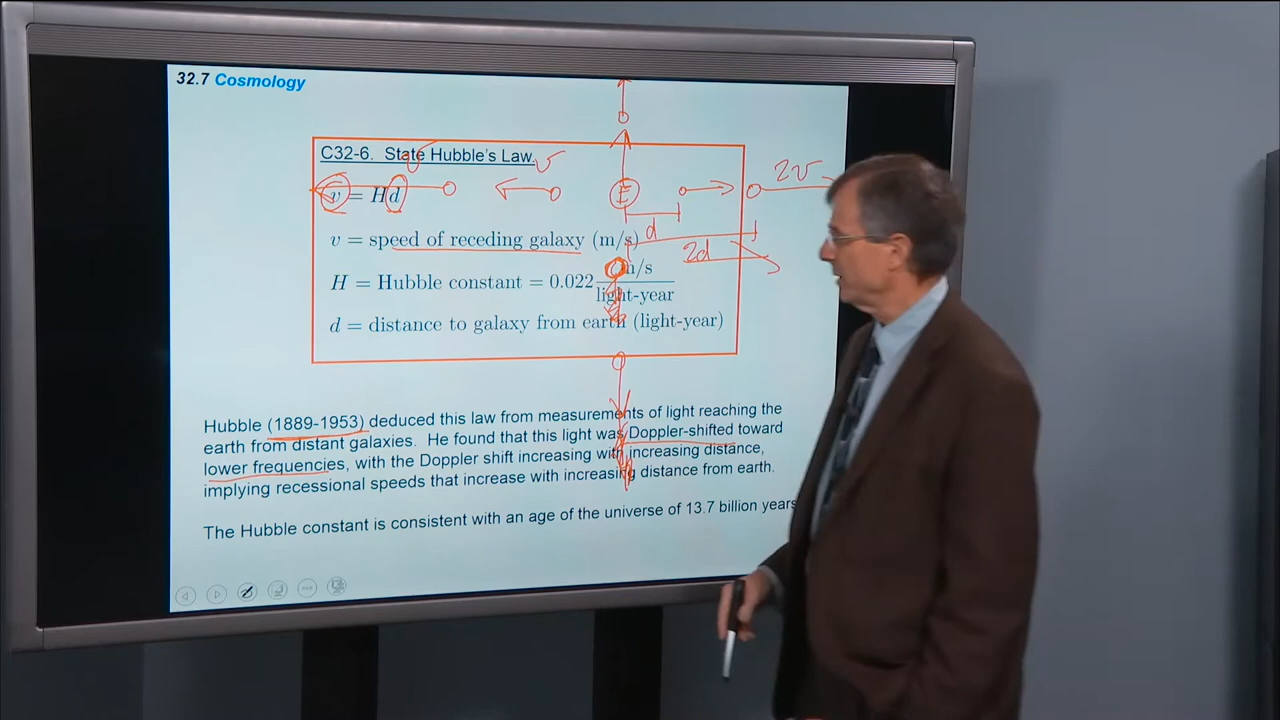 32.7 Cosmology
C32-6. State Hubble's Law.
v = Hd
v v 2v
E
v = speed of receding galaxy (m/s)
d
2d
H = Hubble constant = 0.022 m/s
light-year
d = distance to galaxy from earth (light-year)
Hubble (1889-1953) deduced this law from measurements of light reaching the
earth from distant galaxies. He found that this light was Doppler-shifted toward
lower frequencies, with the Doppler shift increasing with increasing distance,
implying recessional speeds that increase with increasing distance from earth.
The Hubble constant is consistent with an age of the universe of 13.7 billion years